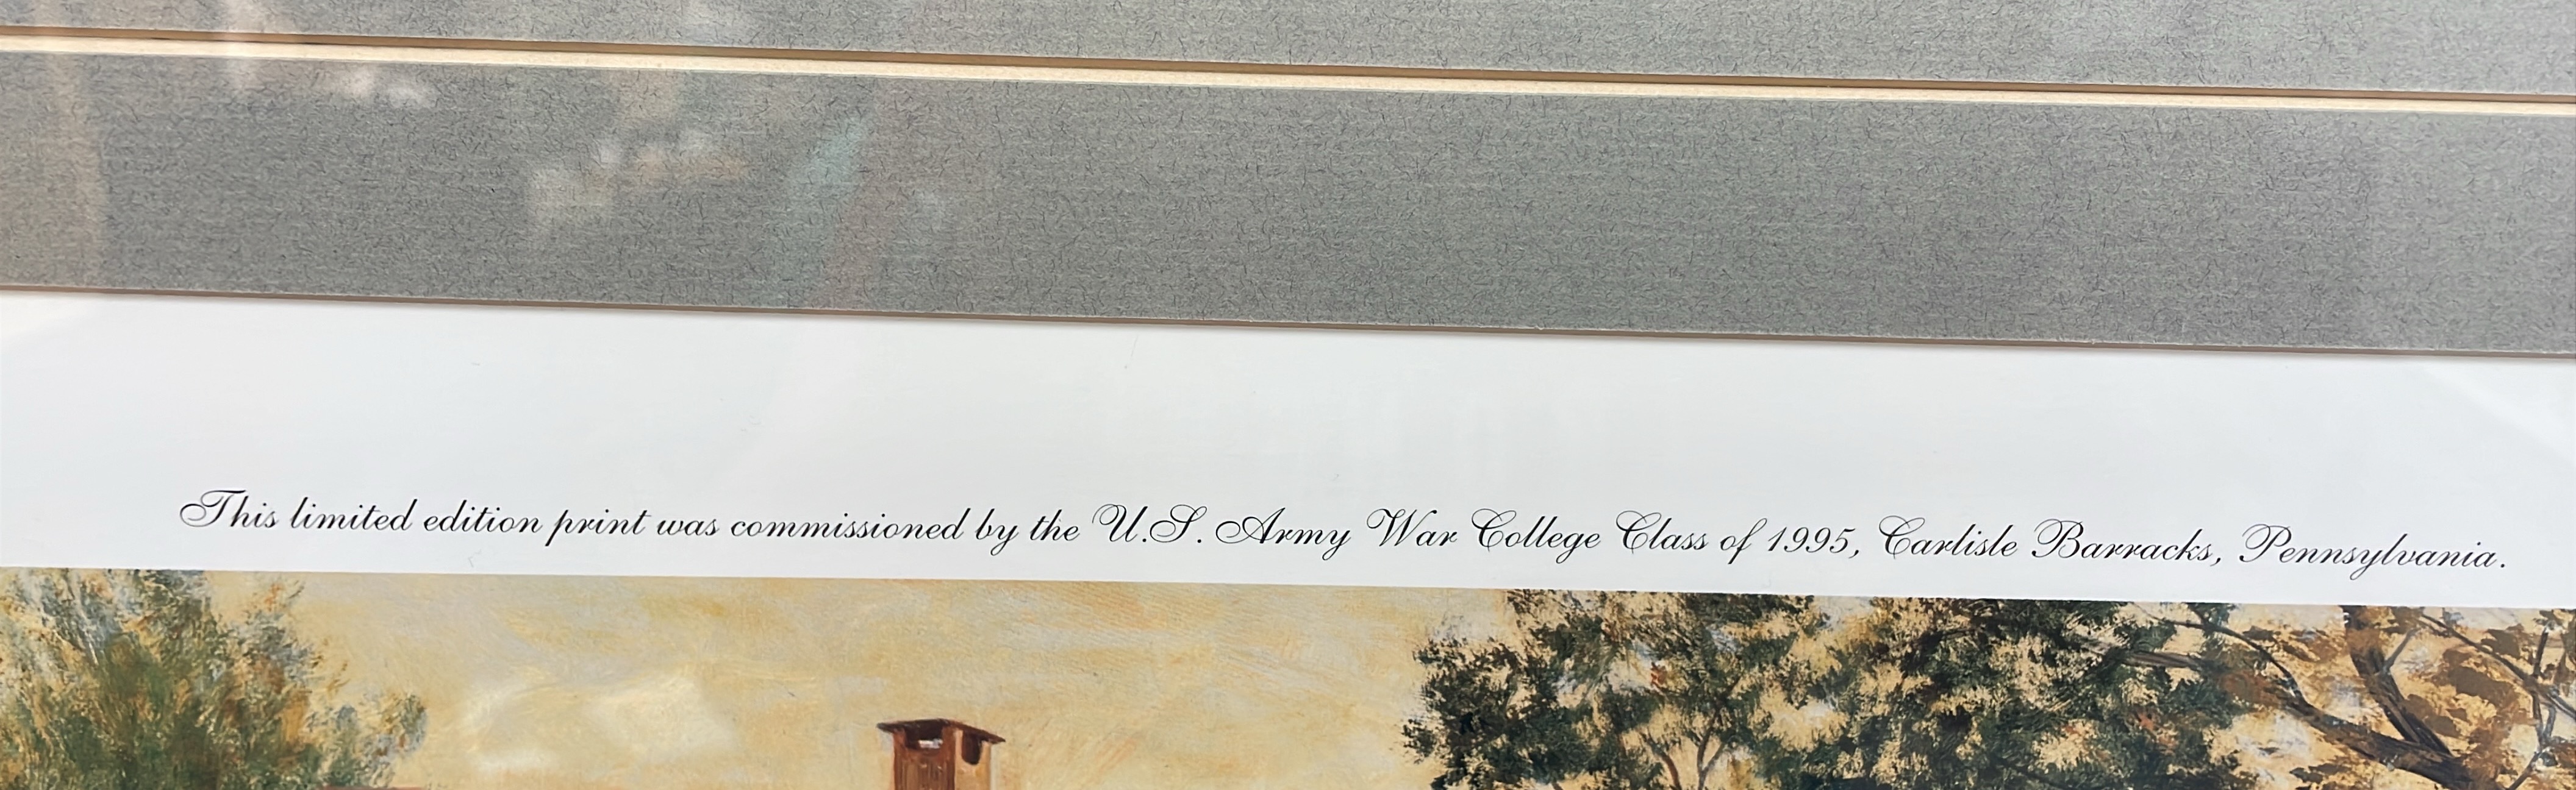 This limited edition print was commissioned by the U.S. Army War College Class of 1995, Carlisle Barracks, Pennsylvania.